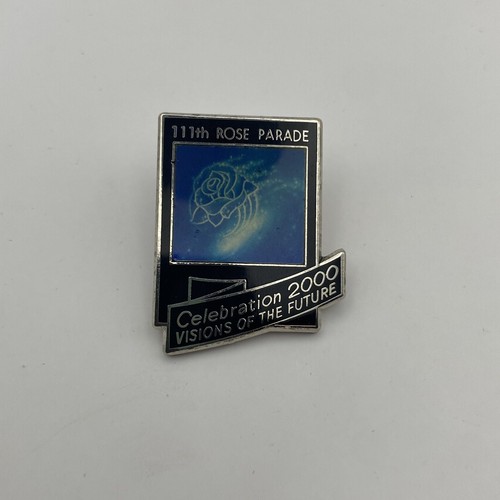 111th ROSE PARADE
Celebration 2000
VISIONS OF THE FUTURE